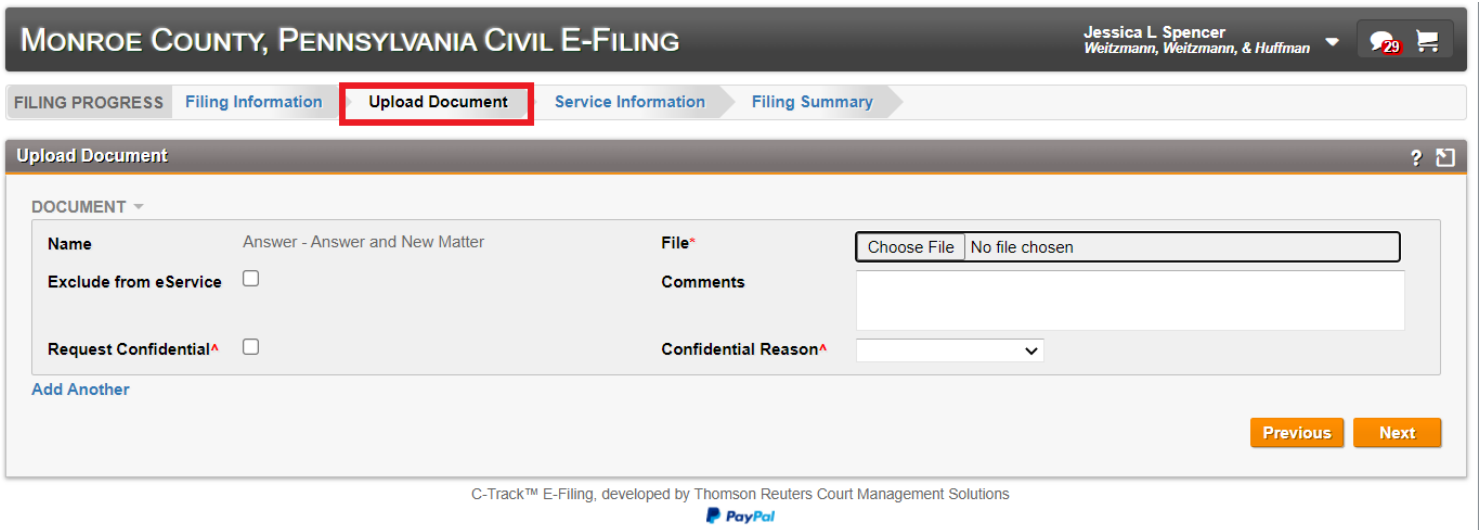 MONROE COUNTY, PENNSYLVANIA CIVIL E-FILING
Jessica L Spencer
Weitzmann, Weitzmann, & Huffman
29
FILING PROGRESS Filing Information Upload Document Service Information Filing Summary
Upload Document ?
DOCUMENT
Name Answer - Answer and New Matter File* Choose File No file chosen
Exclude from eService Comments
Request Confidential^ Confidential Reason^
Add Another
Previous Next
C-Track™ E-Filing, developed by Thomson Reuters Court Management Solutions
PayPal